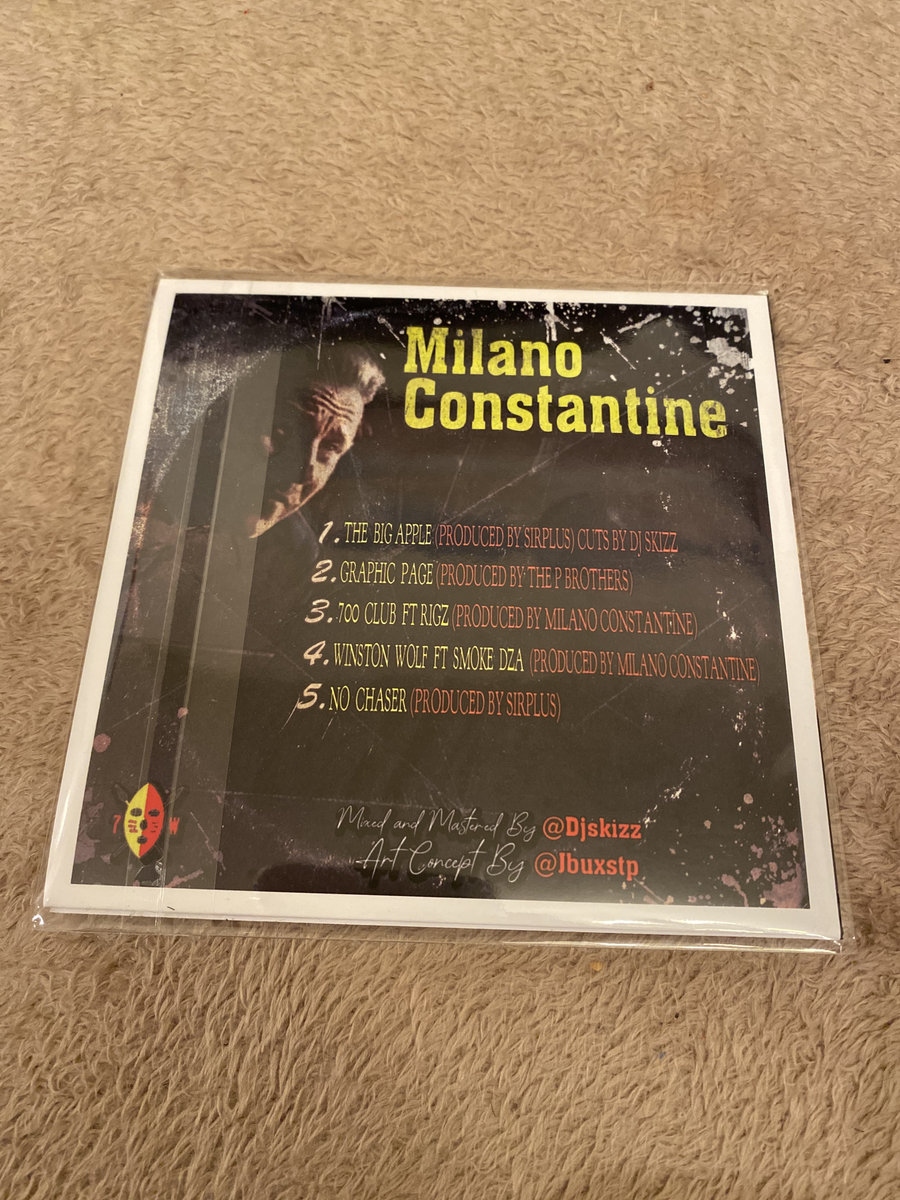 Milano
Constantine
1. THE BIG APPLE (PRODUCED BY SIRPLUS) CUTS BY DJ SKIZZ
2. GRAPHIC PAGE (PRODUCED BY THE P BROTHERS)
3. 700 CLUB FT RIGZ (PRODUCED BY MILANO CONSTANTINE)
4. WINSTON WOLF FT SMOKE DZA (PRODUCED BY MILANO CONSTANTINE)
5. NO CHASER (PRODUCED BY SIRPLUS)
7 W
Mixed and Mastered By @Djskizz
Art Concept By @Jbuxstp